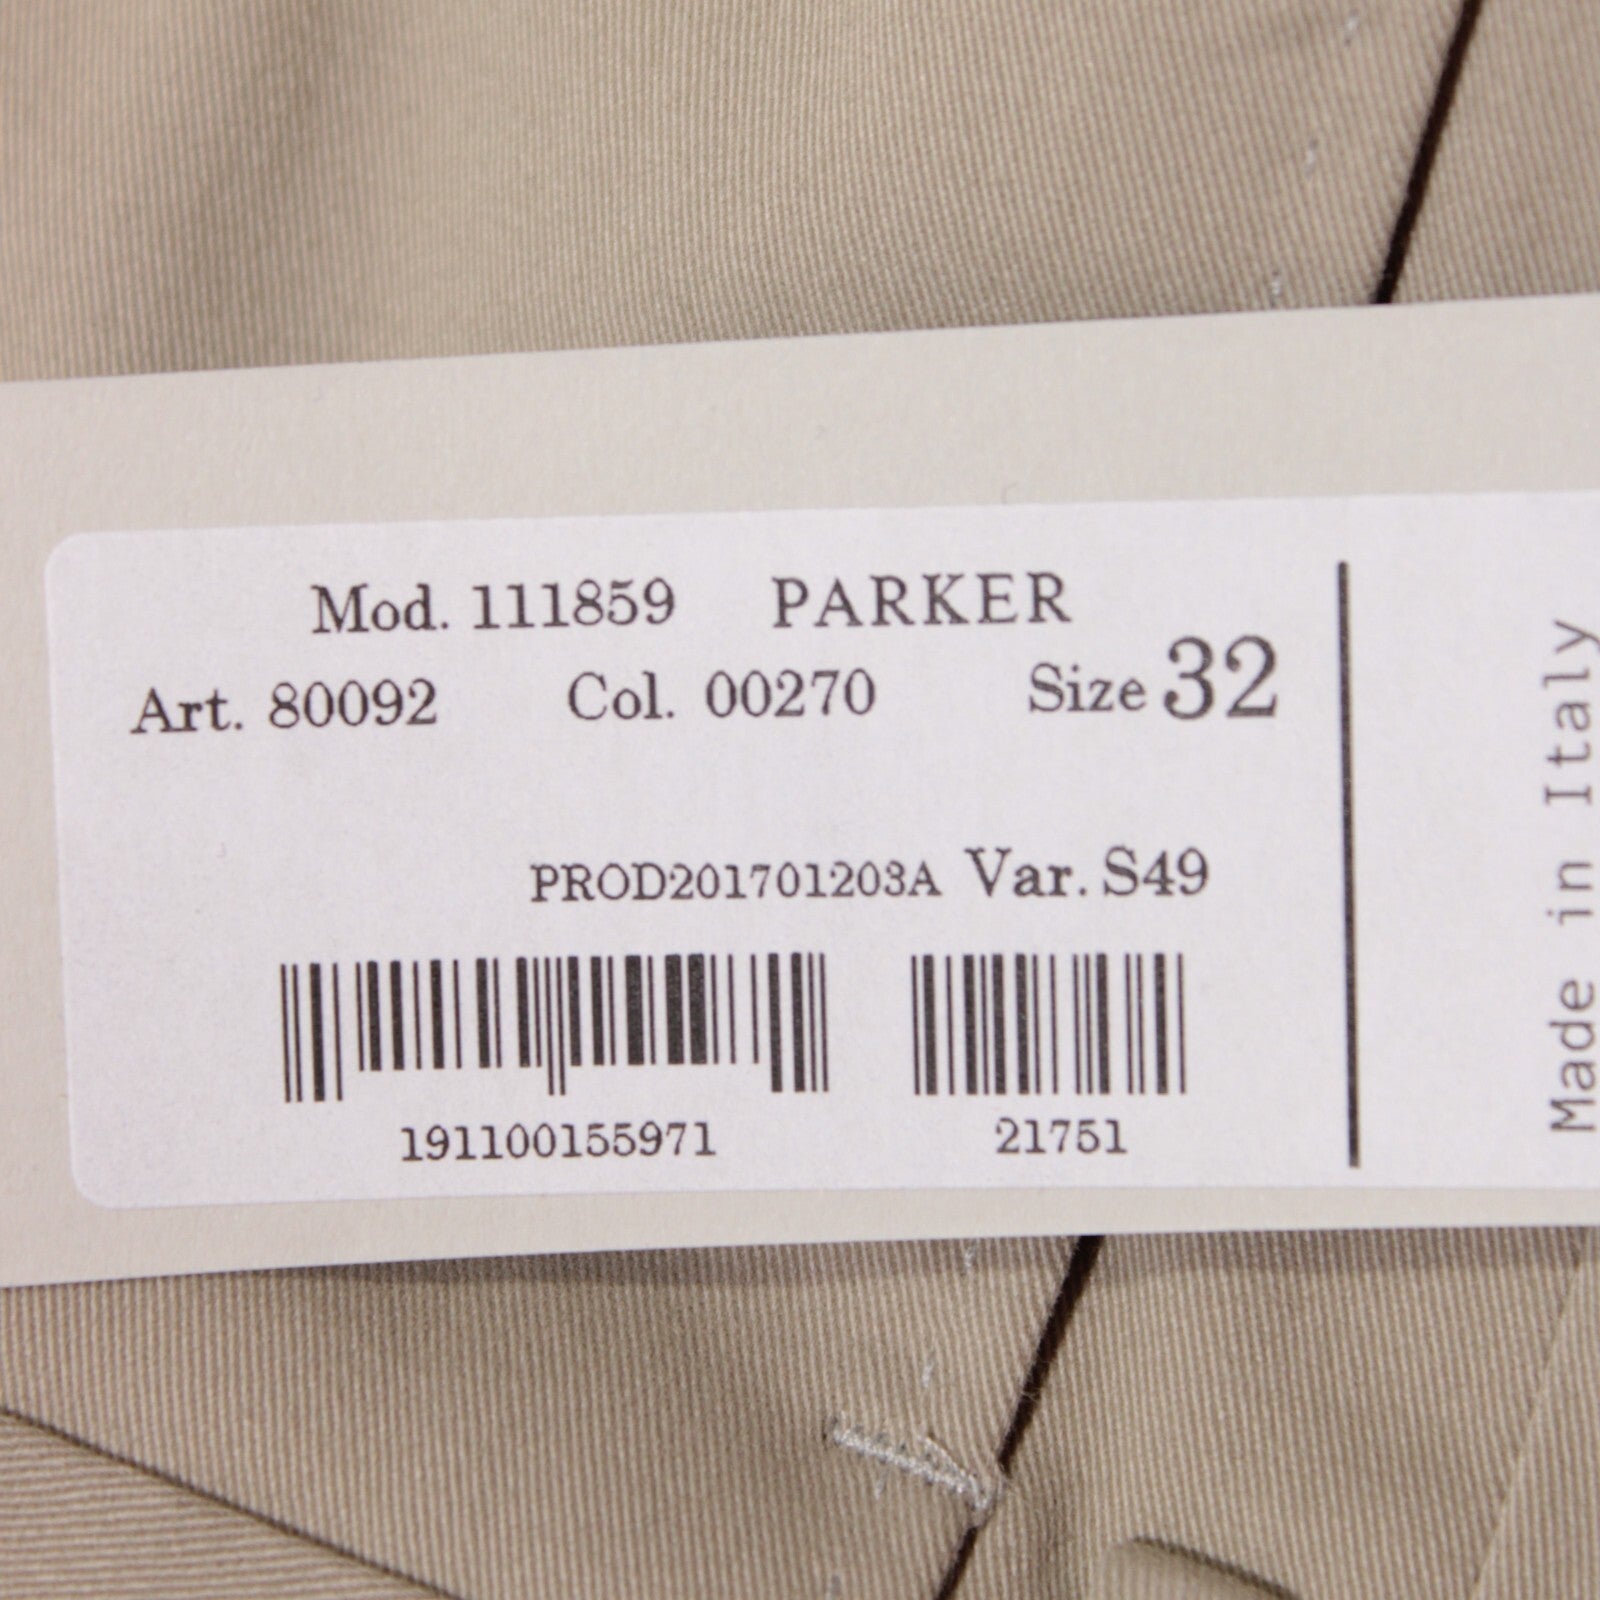 Mod. 111859 PARKER
Art. 80092 Col. 00270 Size 32
PROD201701203A Var. S49
191100155971 21751
Made in Italy